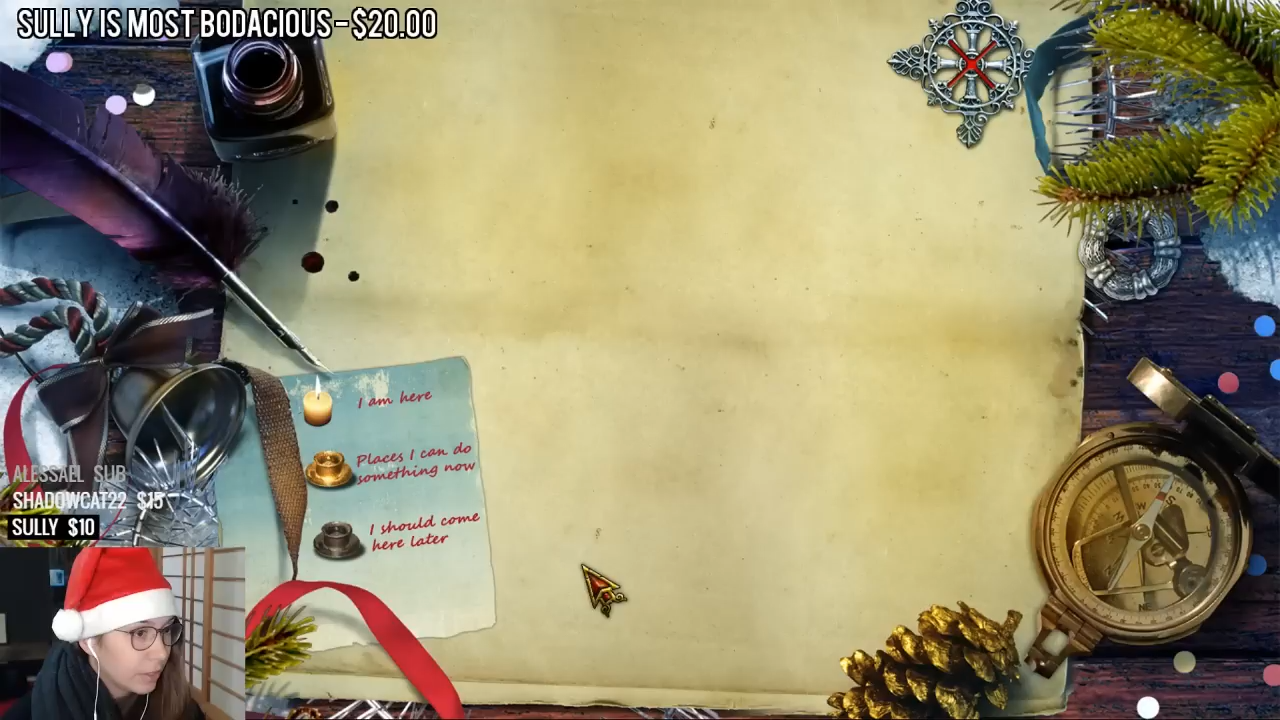 SULLY IS MOST BODACIOUS - $20.00
I am here
Places I can do
something now
I should come
here later
ALESSAEL SUB
SHADOWCAT22 $15
SULLY $10